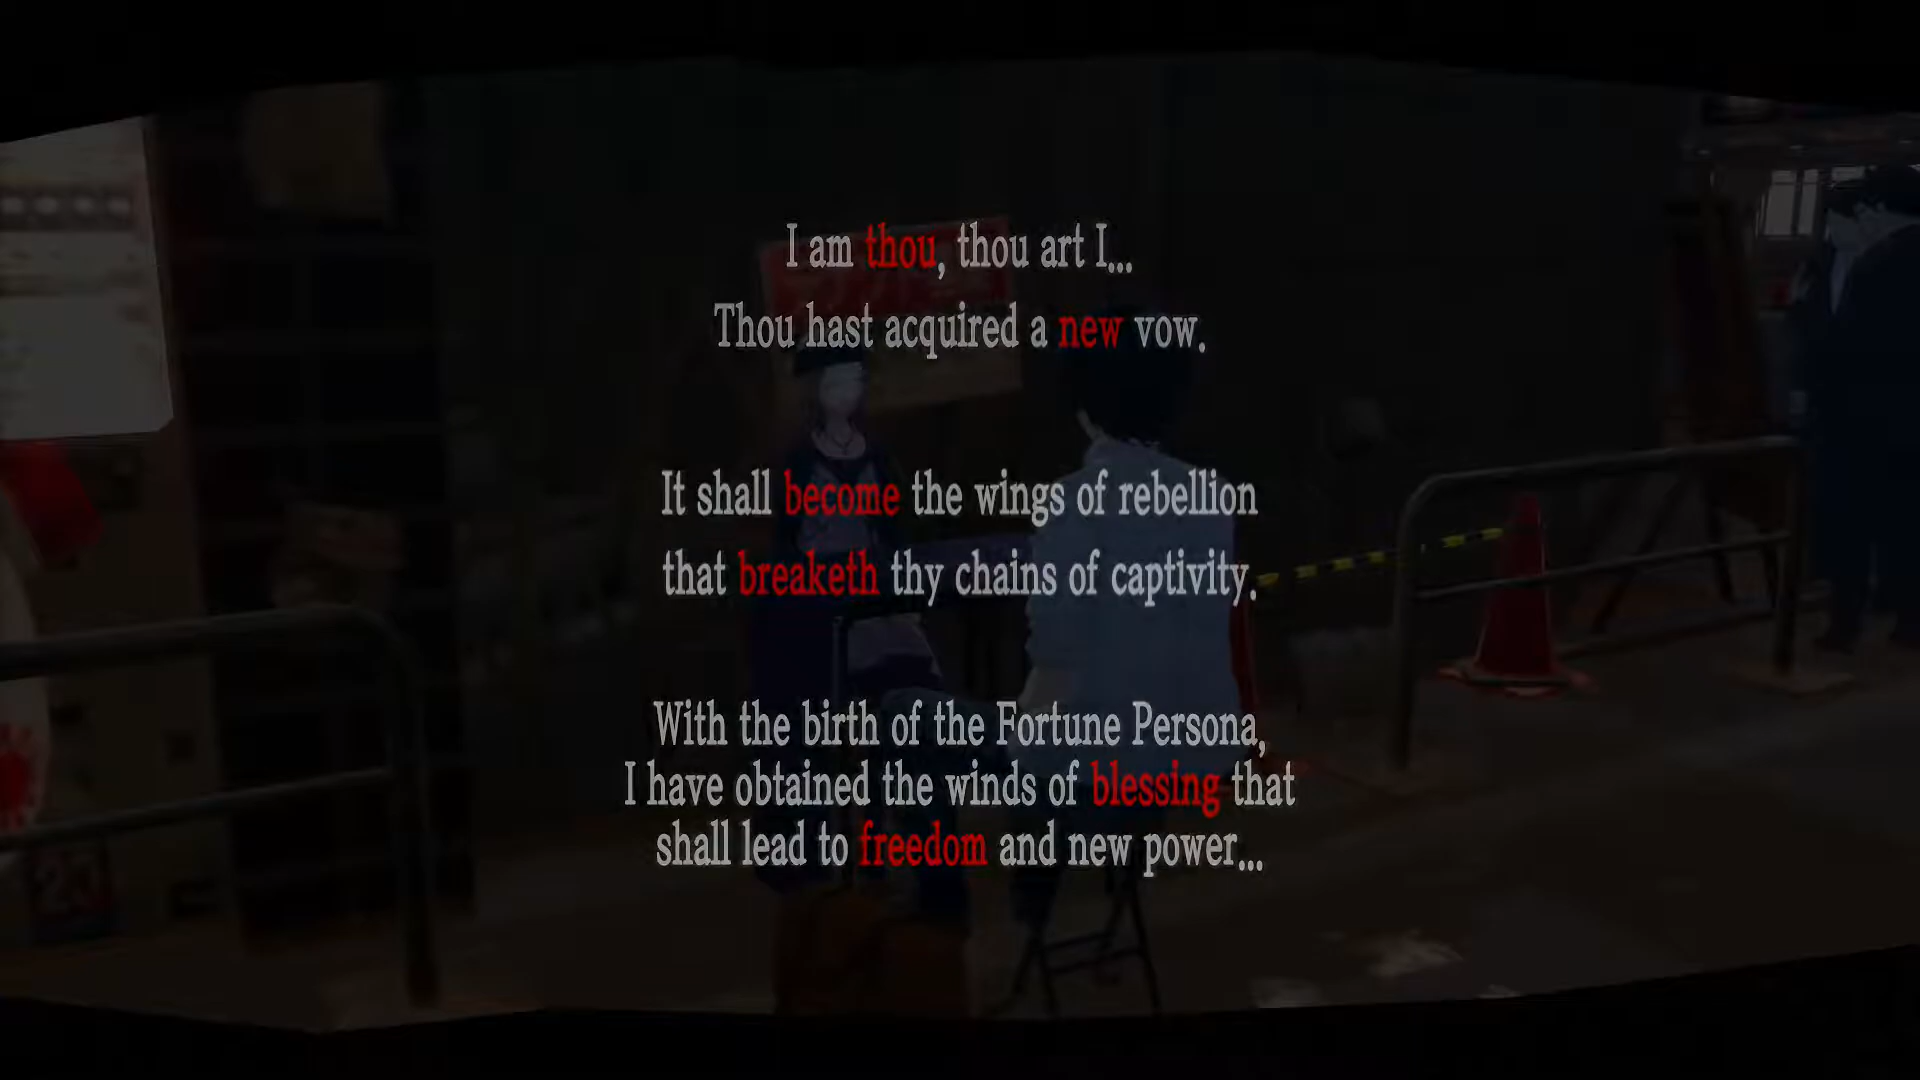 I am thou, thou art I...
Thou hast acquired a new vow.
It shall become the wings of rebellion
that breaketh thy chains of captivity.
With the birth of the Fortune Persona,
I have obtained the winds of blessing that
shall lead to freedom and new power...